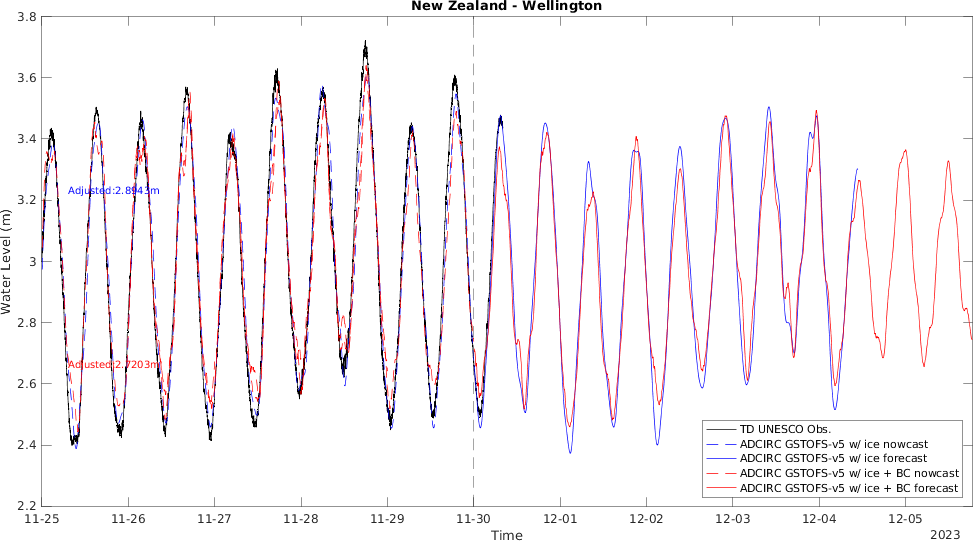 New Zealand - Wellington
3.8
3.6
3.4
3.2
3
2.8
2.6
2.4
2.2
Water Level (m)
Adjusted:2.8943m
Adjusted:2.7203m
TD UNESCO Obs.
ADCIRC GSTOFS-v5 w/ ice nowcast
ADCIRC GSTOFS-v5 w/ ice forecast
ADCIRC GSTOFS-v5 w/ ice + BC nowcast
ADCIRC GSTOFS-v5 w/ ice + BC forecast
11-25 11-26 11-27 11-28 11-29 11-30 12-01 12-02 12-03 12-04 12-05
Time
2023